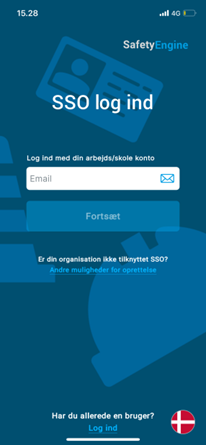 15.28
4G
SafetyEngine
SSO log ind
Log ind med din arbejds/skole konto
Email
Fortsæt
Er din organisation ikke tilknyttet SSO?
Andre muligheder for oprettelse
Har du allerede en bruger?
Log ind